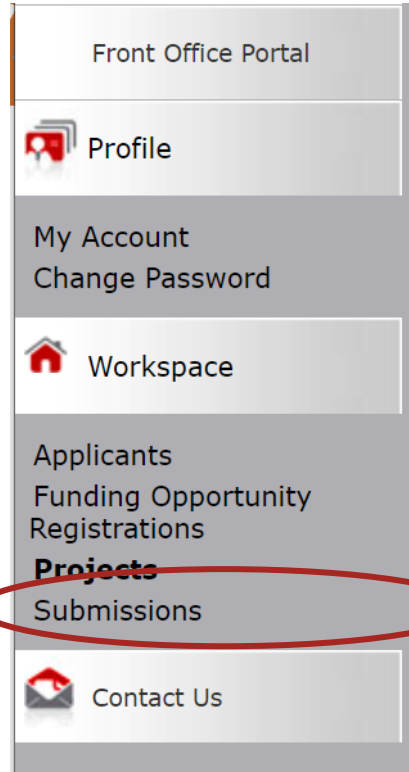 Front Office Portal
Profile
My Account
Change Password
Workspace
Applicants
Funding Opportunity
Registrations
Projects
Submissions
Contact Us